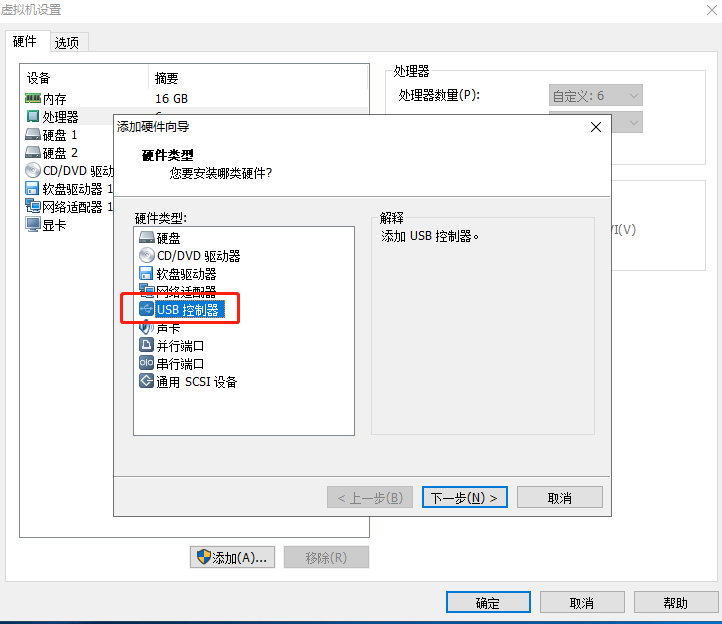 虚拟机设置
硬件
选项
设备
摘要
内存
16 GB
处理器
硬盘 1
硬盘 2
CD/DVD 驱动
软盘驱动器 1
网络适配器 1
显卡
处理器
处理器数量(P):
自定义: 6
/I(V)
添加硬件向导
硬件类型
您要安装哪类硬件?
硬件类型:
硬盘
CD/DVD 驱动器
软盘驱动器
网络适配器
USB 控制器
声卡
并行端口
串行端口
通用 SCSI 设备
解释
添加 USB 控制器。
< 上一步(B)
下一步(N) >
取消
添加(A)...
移除(R)
确定
取消
帮助